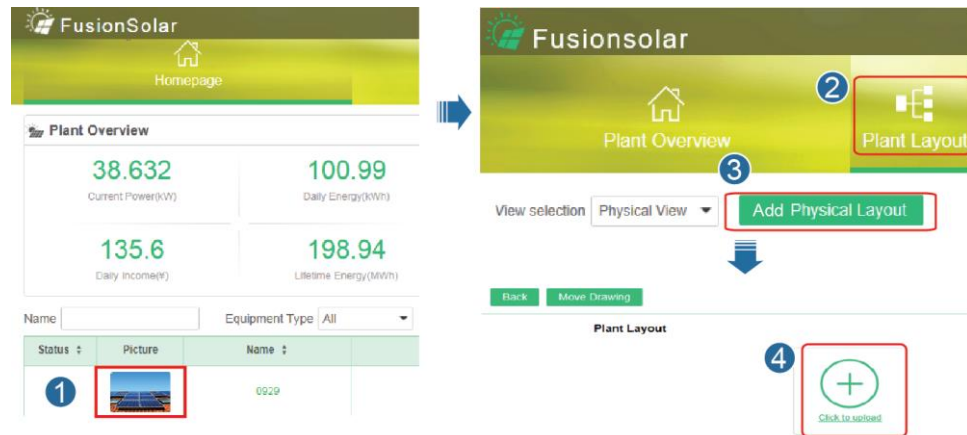 FusionSolar
Homepage
Plant Overview
38.632
100.99
Current Power(kW)
Daily Energy(kWh)
135.6
198.94
Daily Income(¥)
Lifetime Energy(MWh)
Name
Equipment Type All
Status Picture Name
1
0929
Fusionsolar
2
Plant Overview
Plant Layout
3
View selection Physical View
Add Physical Layout
Back Move Drawing
Plant Layout
4
Click to upload